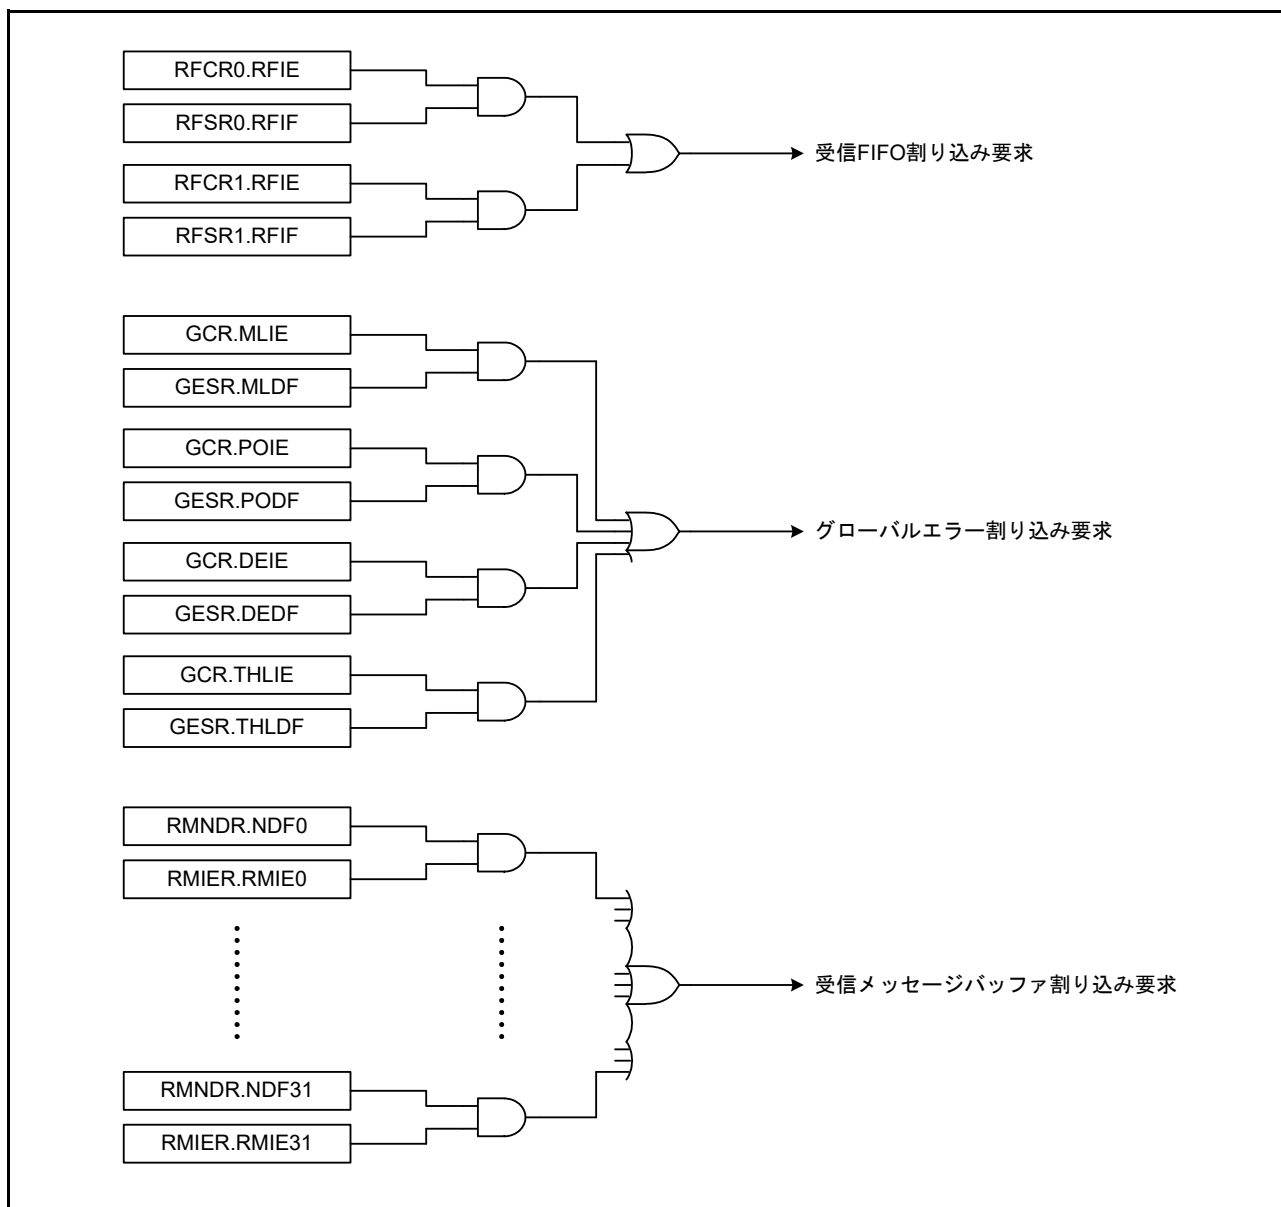 RFCR0.RFIE
RFSR0.RFIF
受信FIFO割り込み要求
RFCR1.RFIE
RFSR1.RFIF
GCR.MLIE
GESR.MLDF
GCR.POIE
GESR.PODF
グローバルエラー割り込み要求
GCR.DEIE
GESR.DEDF
GCR.THLIE
GESR.THLDF
RMNDR.NDF0
RMIER.RMIE0
受信メッセージバッファ割り込み要求
RMNDR.NDF31
RMIER.RMIE31